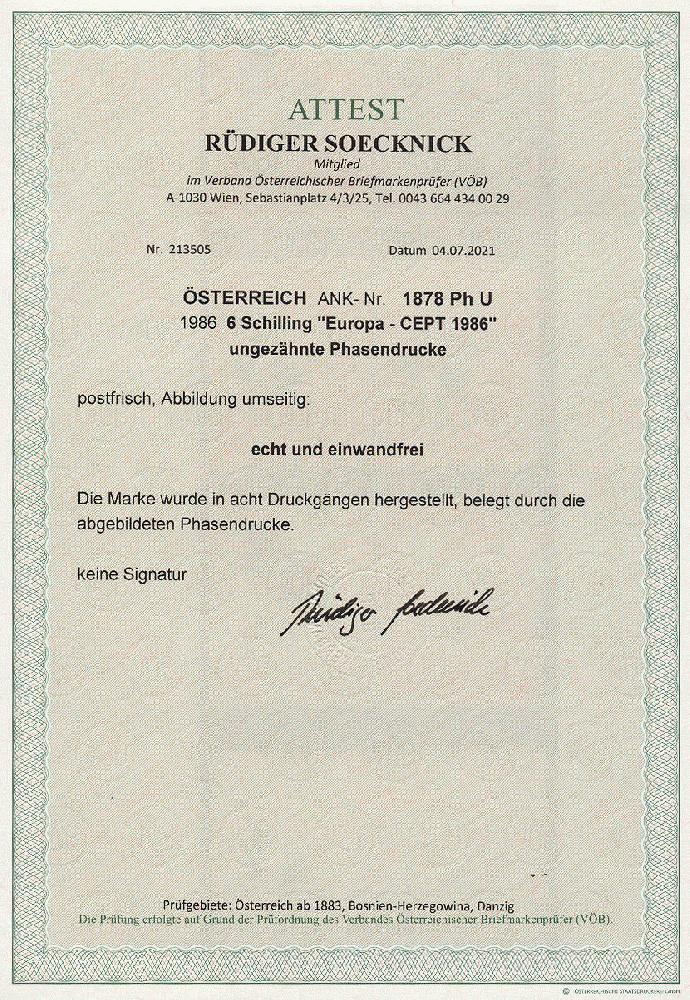 ATTEST
RÜDIGER SOECKNICK
Mitglied
im Verband Österreichischer Briefmarkenprüfer (VÖB)
A-1030 Wien, Sebastianplatz 4/3/25, Tel. 0043 664 434 00 29
Nr. 213505 Datum 04.07.2021
ÖSTERREICH ANK-Nr. 1878 Ph U
1986 6 Schilling "Europa - CEPT 1986"
ungezähnte Phasendrucke
postfrisch, Abbildung umseitig:
echt und einwandfrei
Die Marke wurde in acht Druckgängen hergestellt, belegt durch die
abgebildeten Phasendrucke.
keine Signatur
Rüdiger Soecknick
Prüfgebiete: Österreich ab 1883, Bosnien-Herzegowina, Danzig
Die Prüfung erfolgte auf Grund der Prüfordnung des Verbandes Österreichischer Briefmarkenprüfer (VÖB).
© ÖSTERREICHISCHE STAATSDRUCKEREI